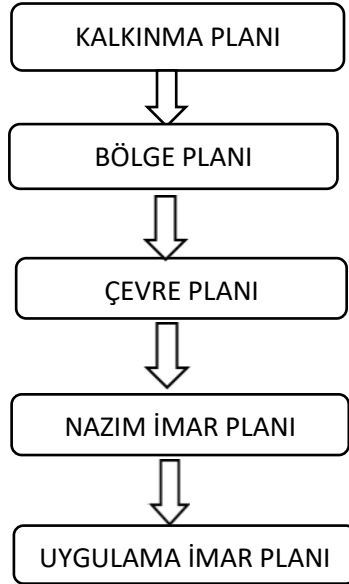 KALKINMA PLANI
BÖLGE PLANI
ÇEVRE PLANI
NAZIM İMAR PLANI
UYGULAMA İMAR PLANI